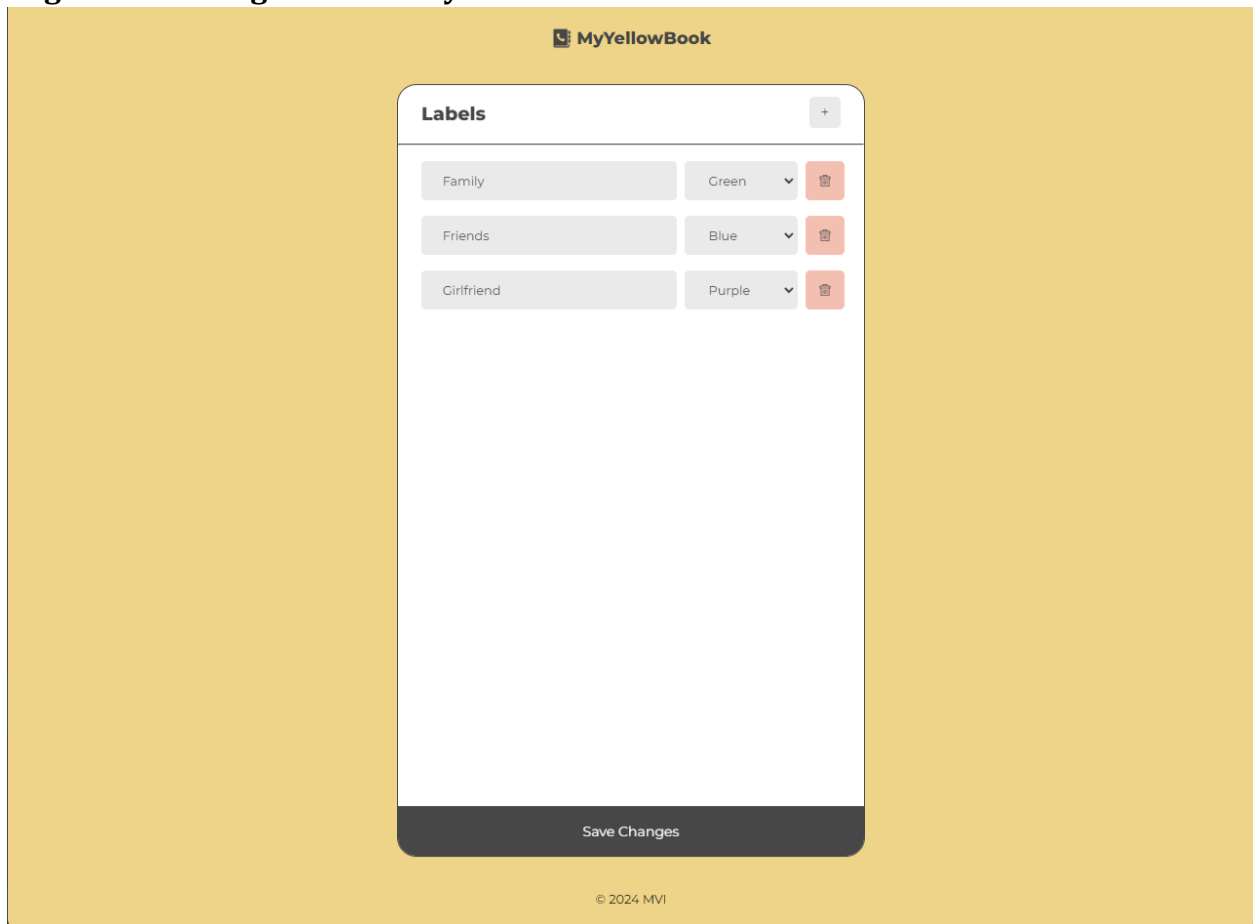 MyYellowBook
Labels +
Family Green
Friends Blue
Girlfriend Purple
Save Changes
© 2024 MVI